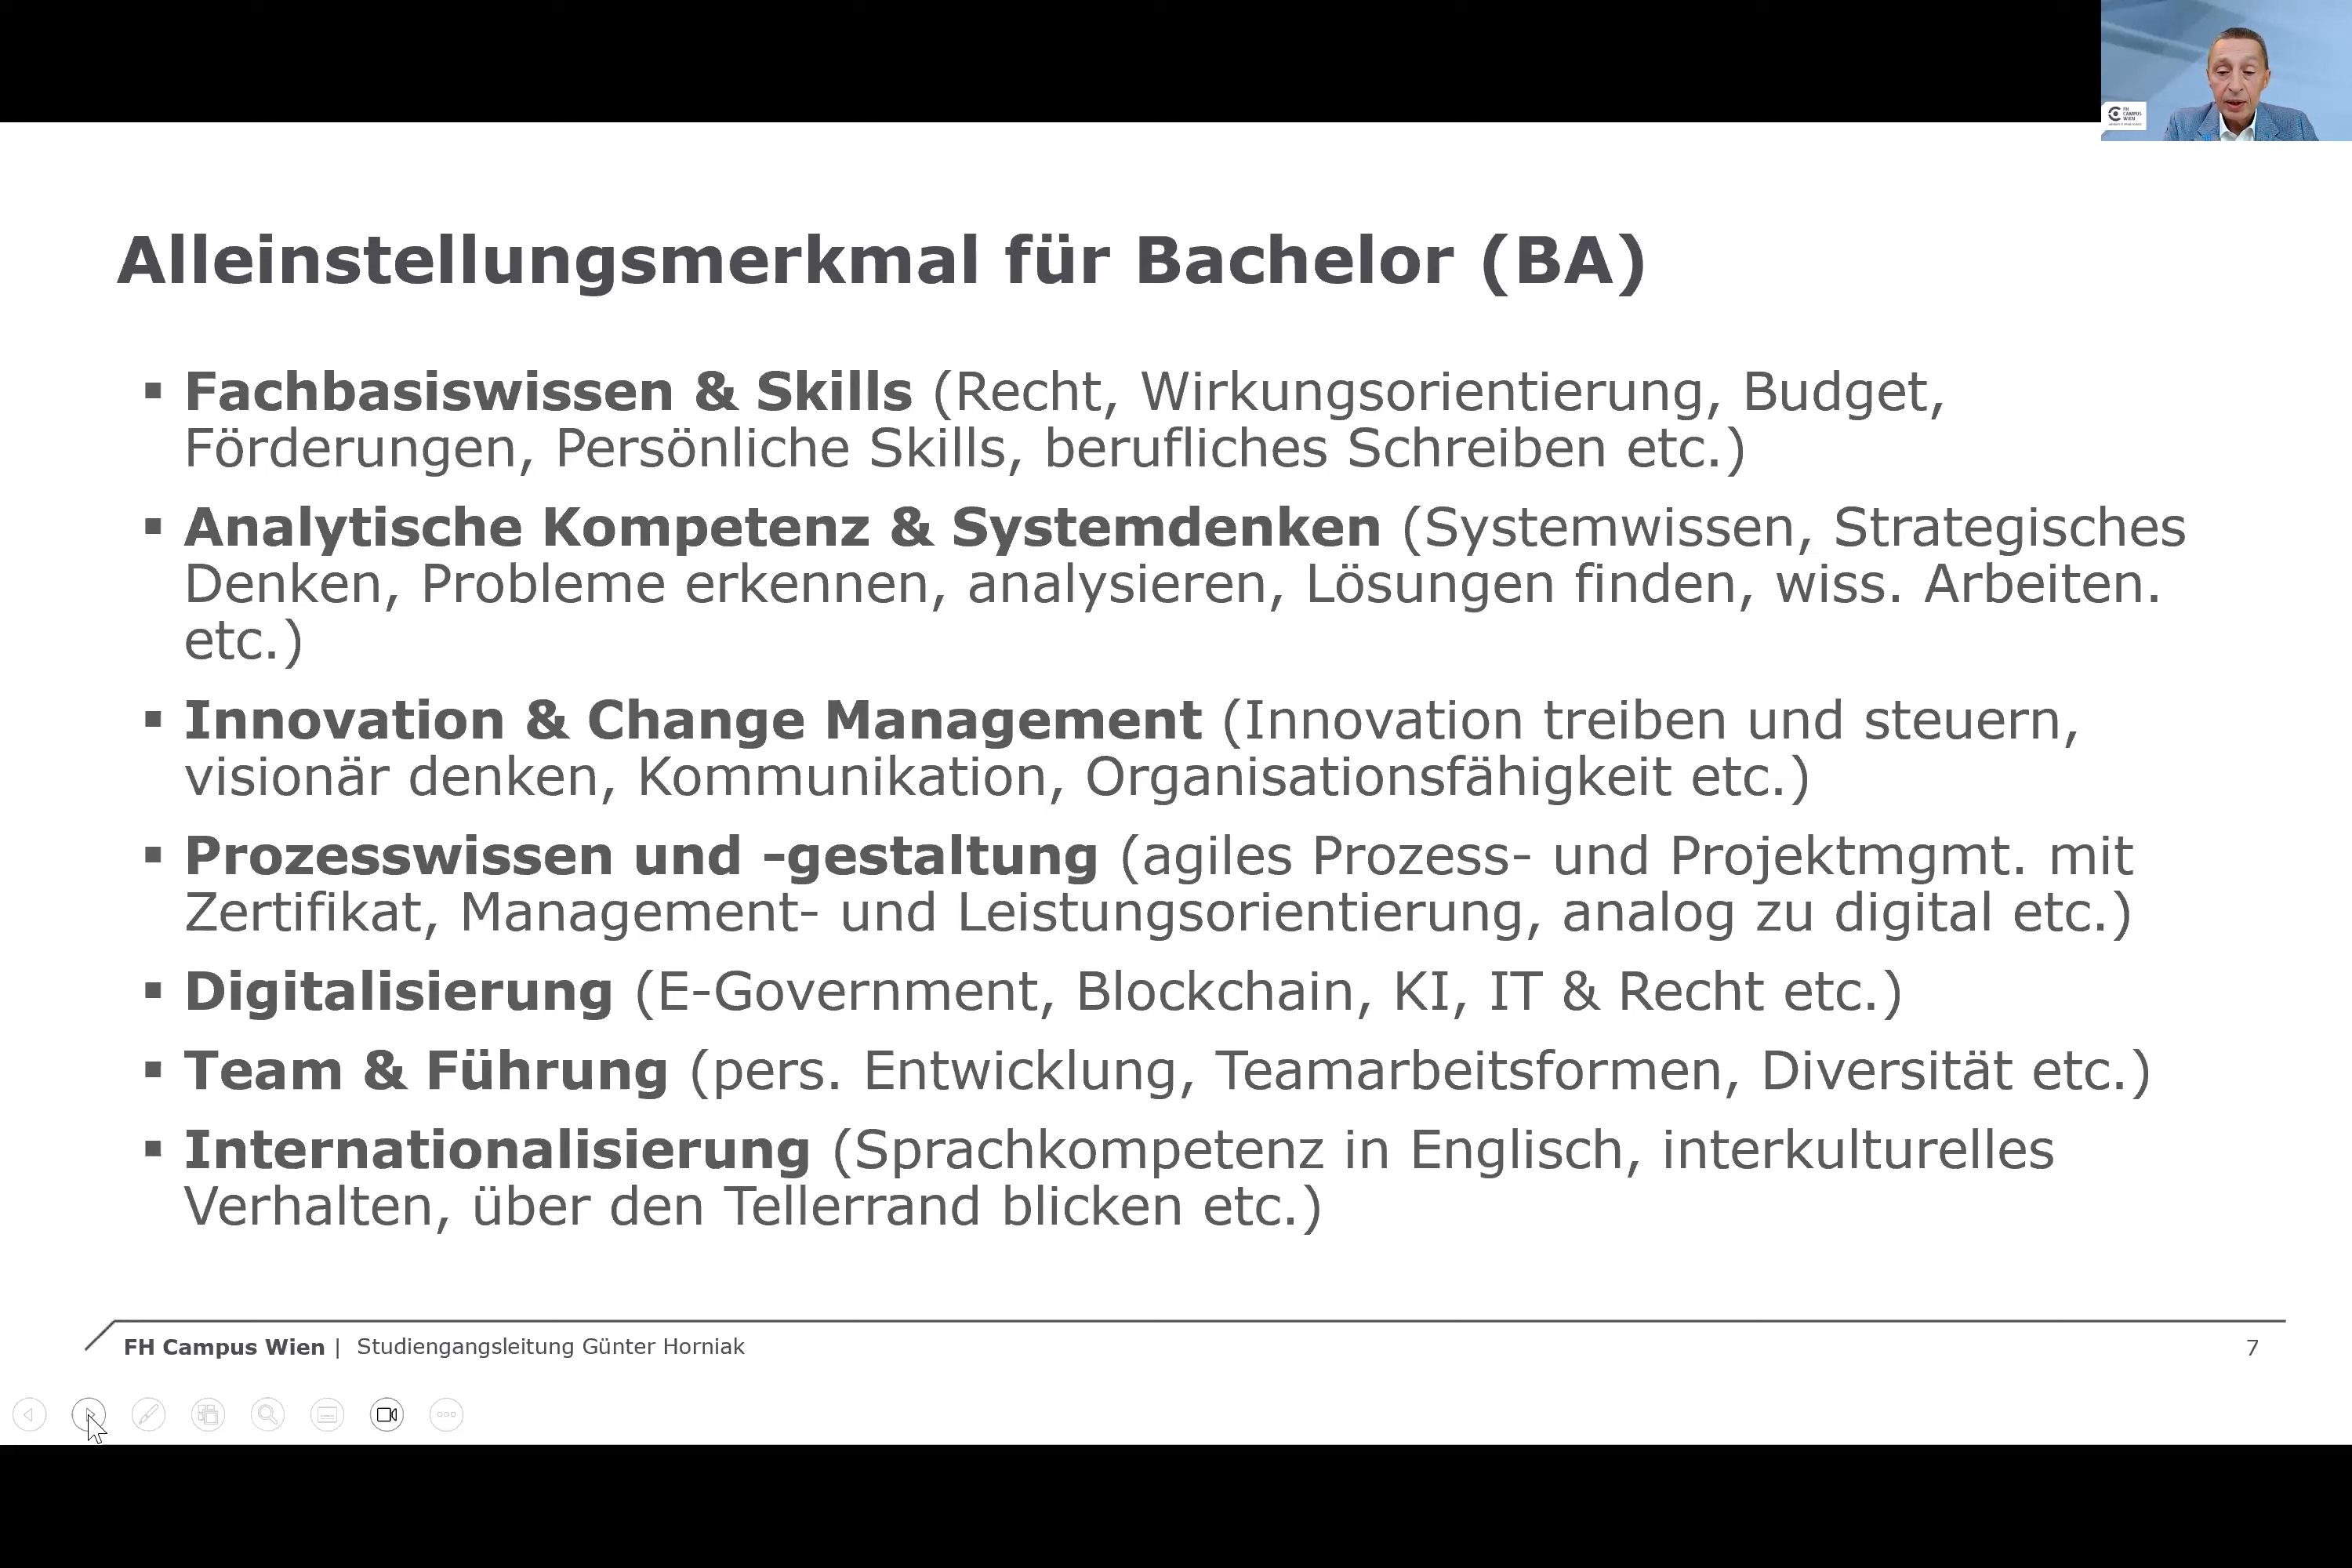 FH
CAMPUS
WIEN
Alleinstellungsmerkmal für Bachelor (BA)
▪ Fachbasiswissen & Skills (Recht, Wirkungsorientierung, Budget,
Förderungen, Persönliche Skills, berufliches Schreiben etc.)
▪ Analytische Kompetenz & Systemdenken (Systemwissen, Strategisches
Denken, Probleme erkennen, analysieren, Lösungen finden, wiss. Arbeiten.
etc.)
▪ Innovation & Change Management (Innovation treiben und steuern,
visionär denken, Kommunikation, Organisationsfähigkeit etc.)
▪ Prozesswissen und -gestaltung (agiles Prozess- und Projektmgmt. mit
Zertifikat, Management- und Leistungsorientierung, analog zu digital etc.)
▪ Digitalisierung (E-Government, Blockchain, KI, IT & Recht etc.)
▪ Team & Führung (pers. Entwicklung, Teamarbeitsformen, Diversität etc.)
▪ Internationalisierung (Sprachkompetenz in Englisch, interkulturelles
Verhalten, über den Tellerrand blicken etc.)
FH Campus Wien | Studiengangsleitung Günter Horniak
7